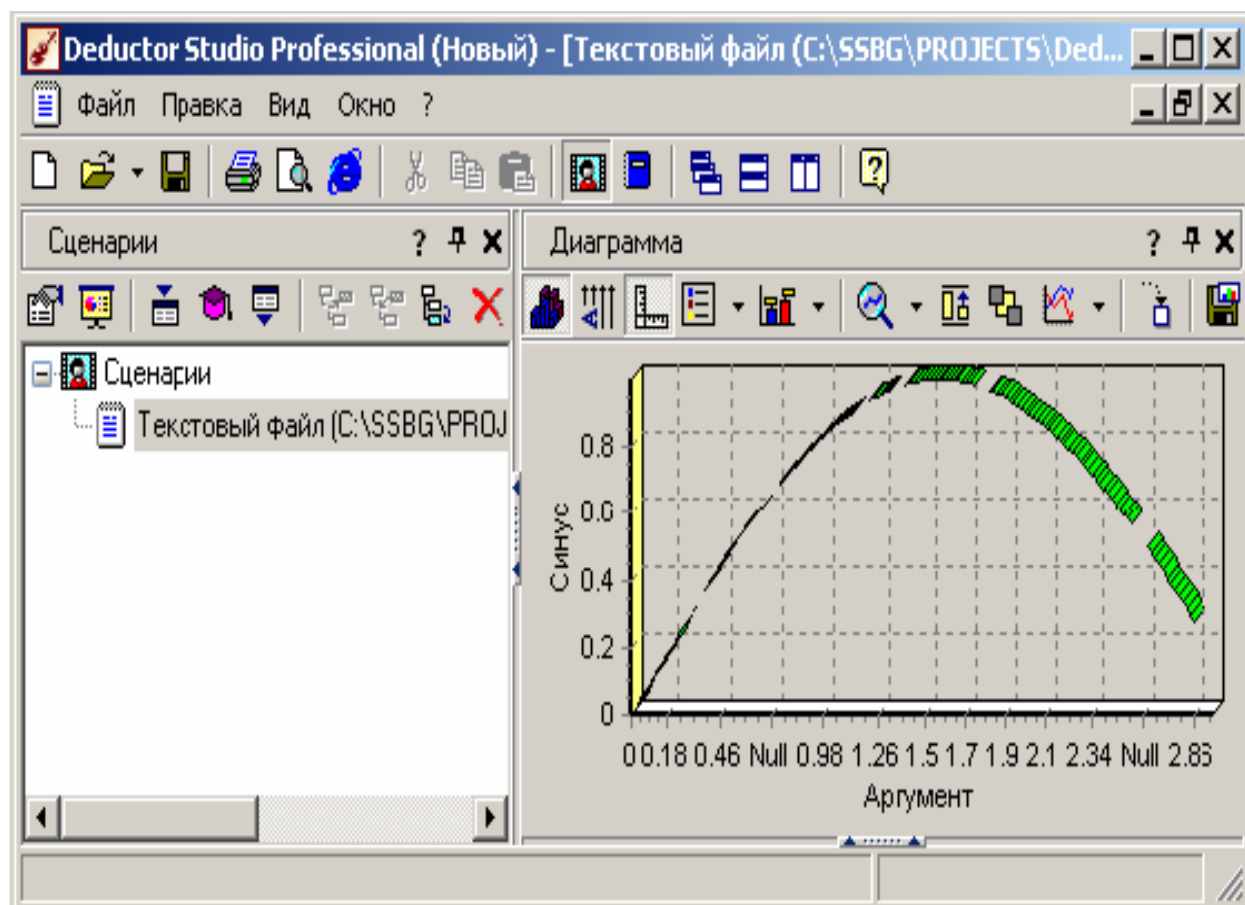 Deductor Studio Professional (Новый) - [Текстовый файл (C:\SSBG\PROJECTS\Ded...
Файл Правка Вид Окно ?
Сценарии ?
Диаграмма ?
Сценарии
Текстовый файл (C:\SSBG\PROJ
0.8
0.6
0.4
0.2
0
Синус
0 0.18 0.46 Null 0.98 1.26 1.5 1.7 1.9 2.1 2.34 Null 2.86
Аргумент